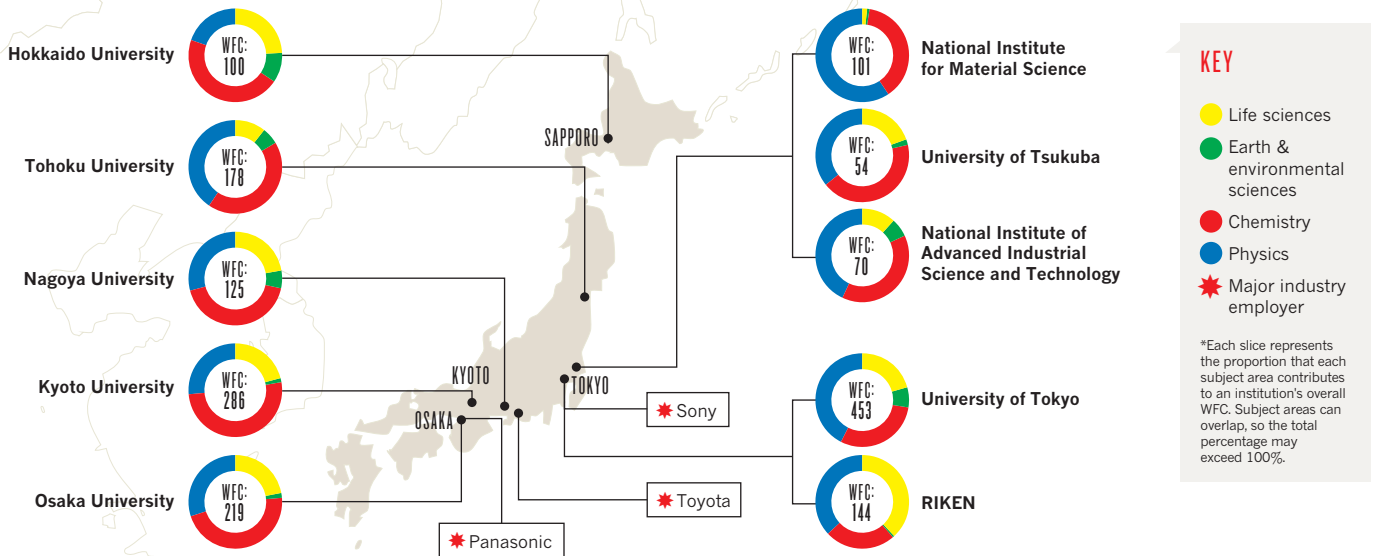 Hokkaido University
WFC:
100
Tohoku University
WFC:
178
Nagoya University
WFC:
125
Kyoto University
WFC:
286
Osaka University
WFC:
219
SAPPORO
KYOTO
OSAKA
TOKYO
Sony
Toyota
Panasonic
WFC:
101
National Institute
for Material Science
WFC:
54
University of Tsukuba
WFC:
70
National Institute of
Advanced Industrial
Science and Technology
WFC:
453
University of Tokyo
WFC:
144
RIKEN
KEY
Life sciences
Earth &
environmental
sciences
Chemistry
Physics
Major industry
employer
*Each slice represents
the proportion that each
subject area contributes
to an institution's overall
WFC. Subject areas can
overlap, so the total
percentage may
exceed 100%.